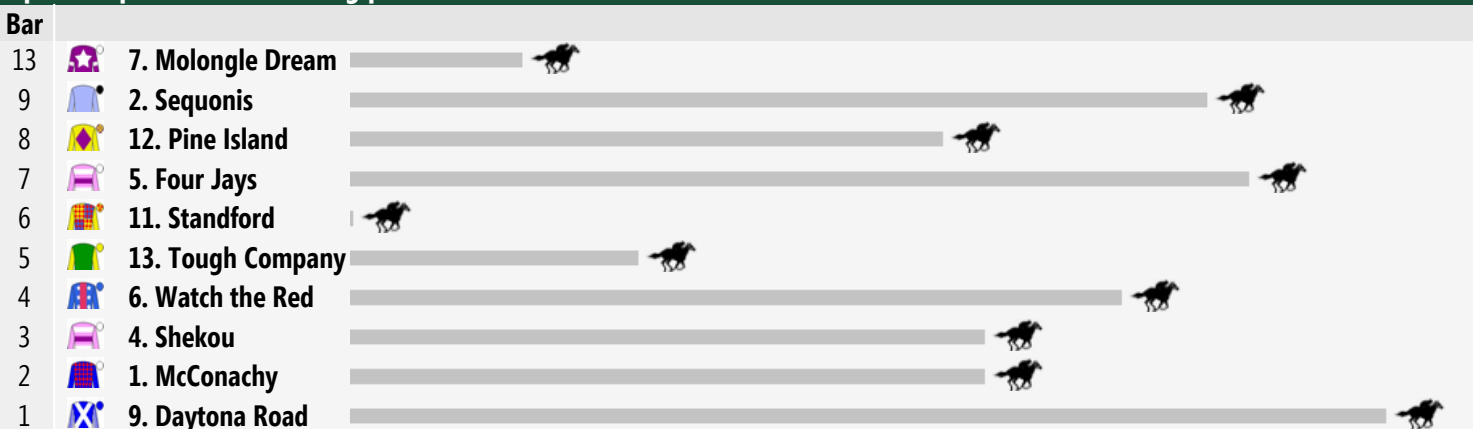 Bar
13 7. Molongle Dream
9 2. Sequonis
8 12. Pine Island
7 5. Four Jays
6 11. Standford
5 13. Tough Company
4 6. Watch the Red
3 4. Shekou
2 1. McConachy
1 9. Daytona Road